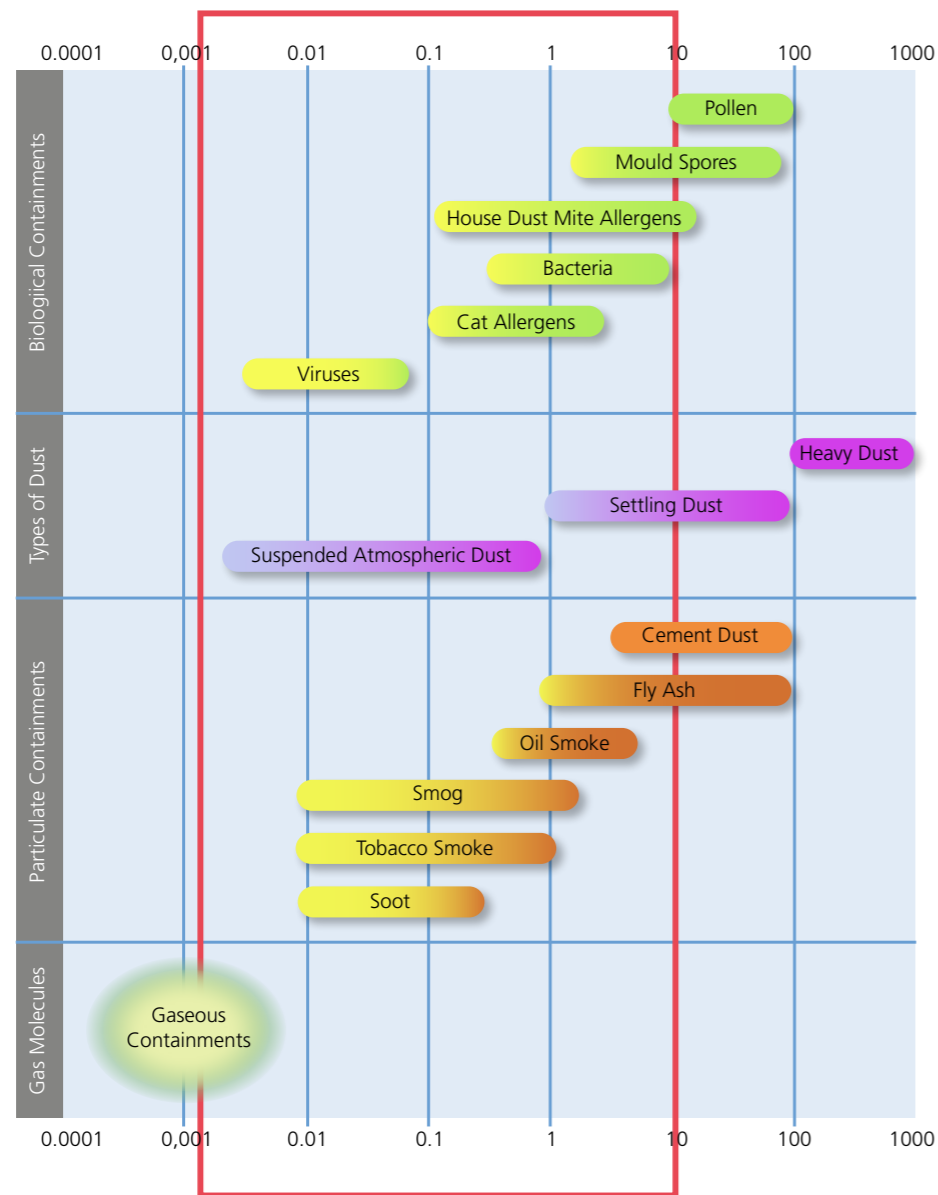 0.0001 0,001 0.01 0.1 1 10 100 1000
Biologiical Containments
Pollen
Mould Spores
House Dust Mite Allergens
Bacteria
Cat Allergens
Viruses
Types of Dust
Heavy Dust
Settling Dust
Suspended Atmospheric Dust
Particulate Containments
Cement Dust
Fly Ash
Oil Smoke
Smog
Tobacco Smoke
Soot
Gas Molecules
Gaseous
Containments
0.0001 0,001 0.01 0.1 1 10 100 1000